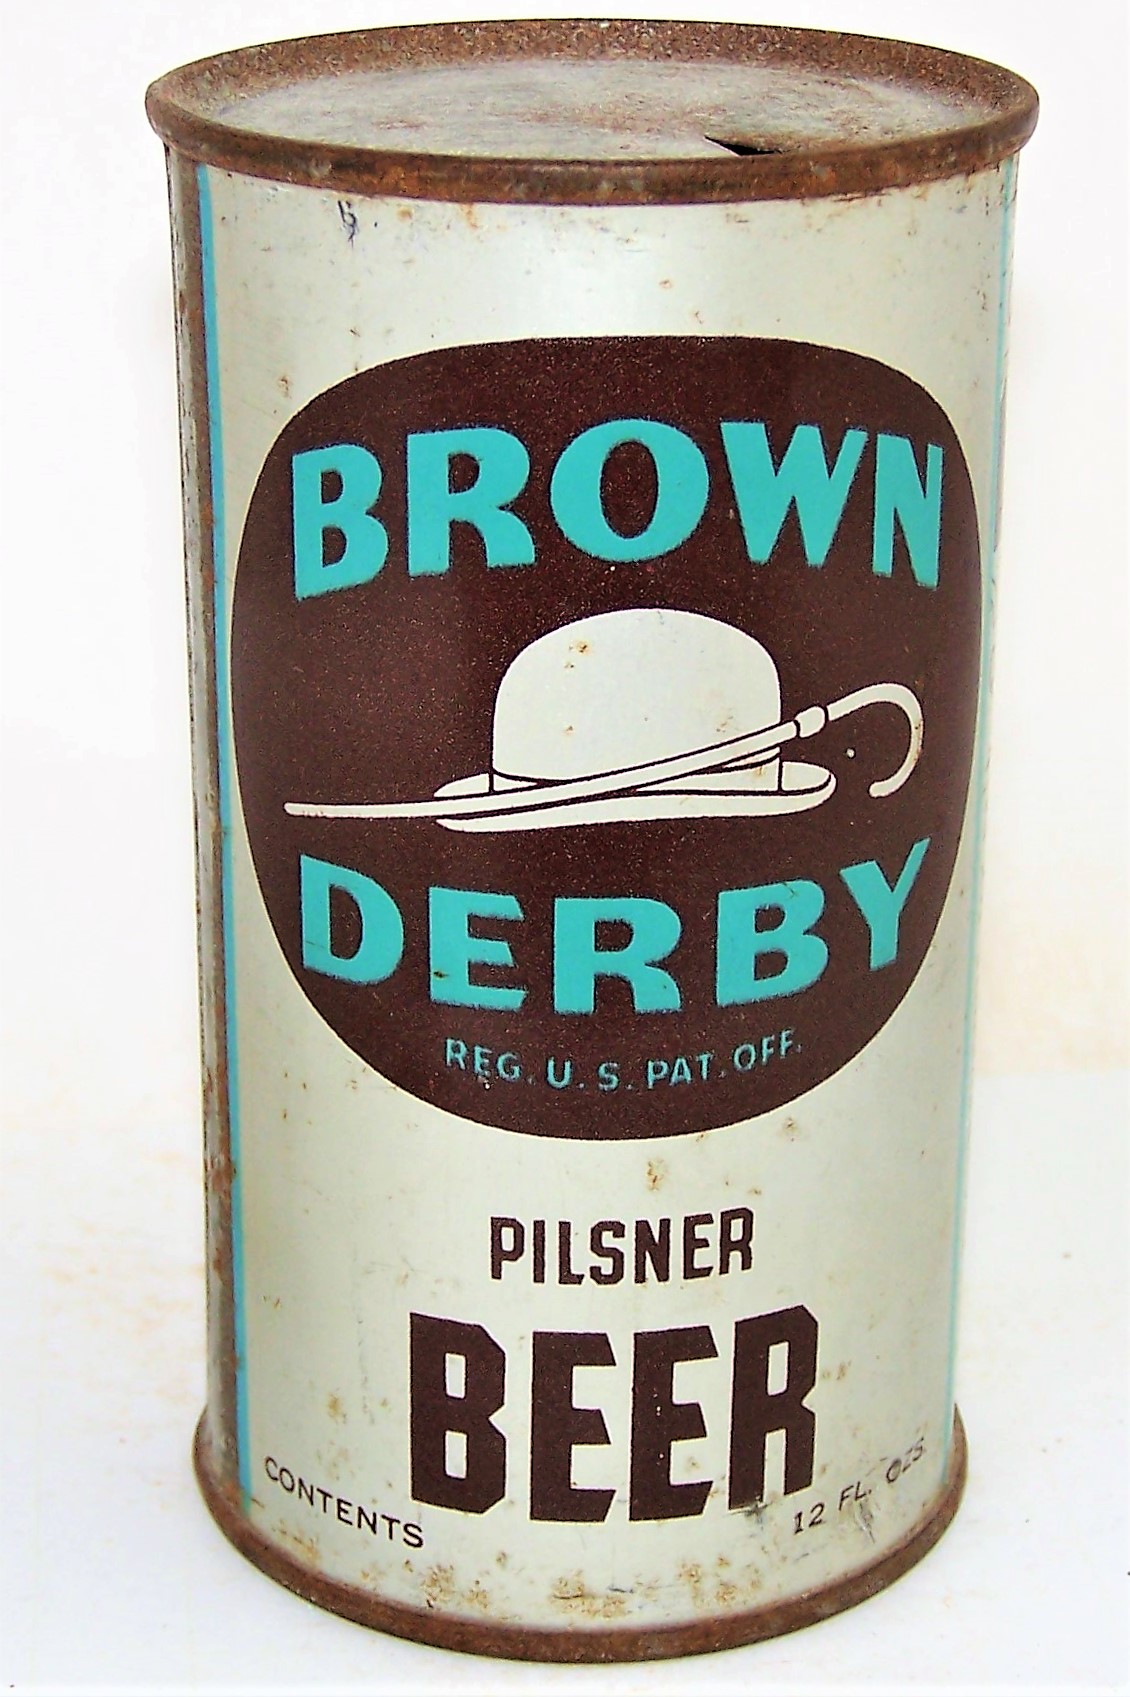 BROWN
DERBY
REG. U. S. PAT. OFF.
PILSNER
BEER
CONTENTS 12 FL. OZS.